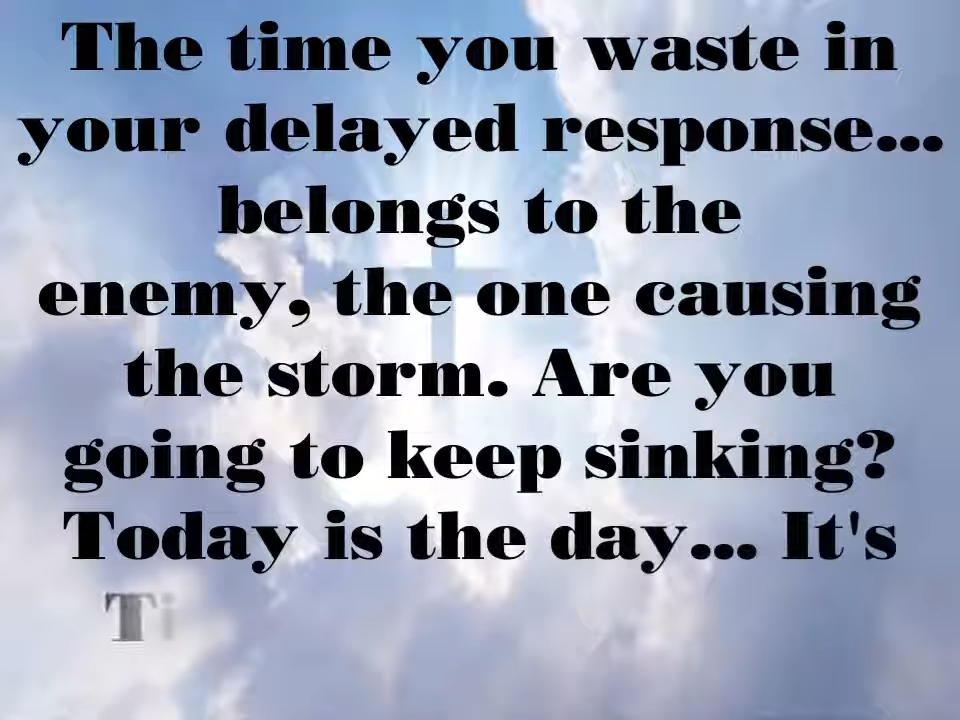 The time you waste in
your delayed response...
belongs to the
enemy, the one causing
the storm. Are you
going to keep sinking?
Today is the day... It's
Ti